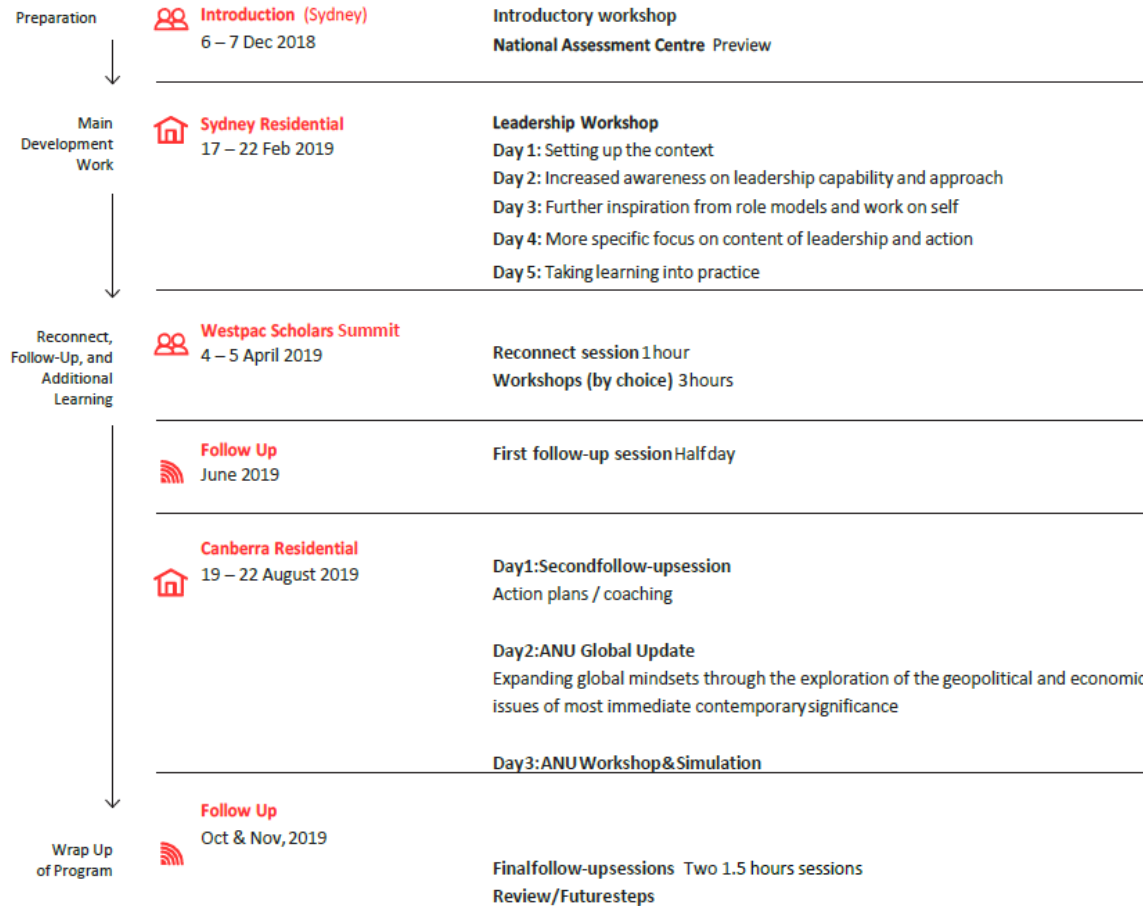 Preparation
Introduction (Sydney)
6 – 7 Dec 2018
Introductory workshop
National Assessment Centre Preview
Main
Development
Work
Sydney Residential
17 – 22 Feb 2019
Leadership Workshop
Day 1: Setting up the context
Day 2: Increased awareness on leadership capability and approach
Day 3: Further inspiration from role models and work on self
Day 4: More specific focus on content of leadership and action
Day 5: Taking learning into practice
Reconnect,
Follow-Up, and
Additional
Learning
Westpac Scholars Summit
4 – 5 April 2019
Reconnect session 1 hour
Workshops (by choice) 3 hours
Follow Up
June 2019
First follow-up session Half day
Canberra Residential
19 – 22 August 2019
Day1:Secondfollow-upsession
Action plans / coaching
Day2:ANU Global Update
Expanding global mindsets through the exploration of the geopolitical and economic
issues of most immediate contemporary significance
Day3:ANU Workshop&Simulation
Wrap Up
of Program
Follow Up
Oct & Nov, 2019
Finalfollow-upsessions Two 1.5 hours sessions
Review/Futuresteps